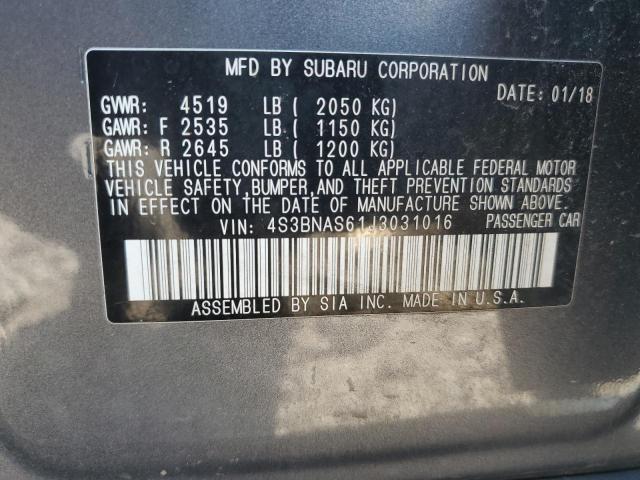 MFD BY SUBARU CORPORATION
DATE: 01/18
GVWR: 4519 LB ( 2050 KG)
GAWR: F 2535 LB ( 1150 KG)
GAWR: R 2645 LB ( 1200 KG)
THIS VEHICLE CONFORMS TO ALL APPLICABLE FEDERAL MOTOR
VEHICLE SAFETY,BUMPER,AND THEFT PREVENTION STANDARDS
IN EFFECT ON THE DATE OF MANUFACTURE SHOWN ABOVE.
VIN: 4S3BNAS61J3031016 PASSENGER CAR
ASSEMBLED BY SIA INC. MADE IN U.S.A.